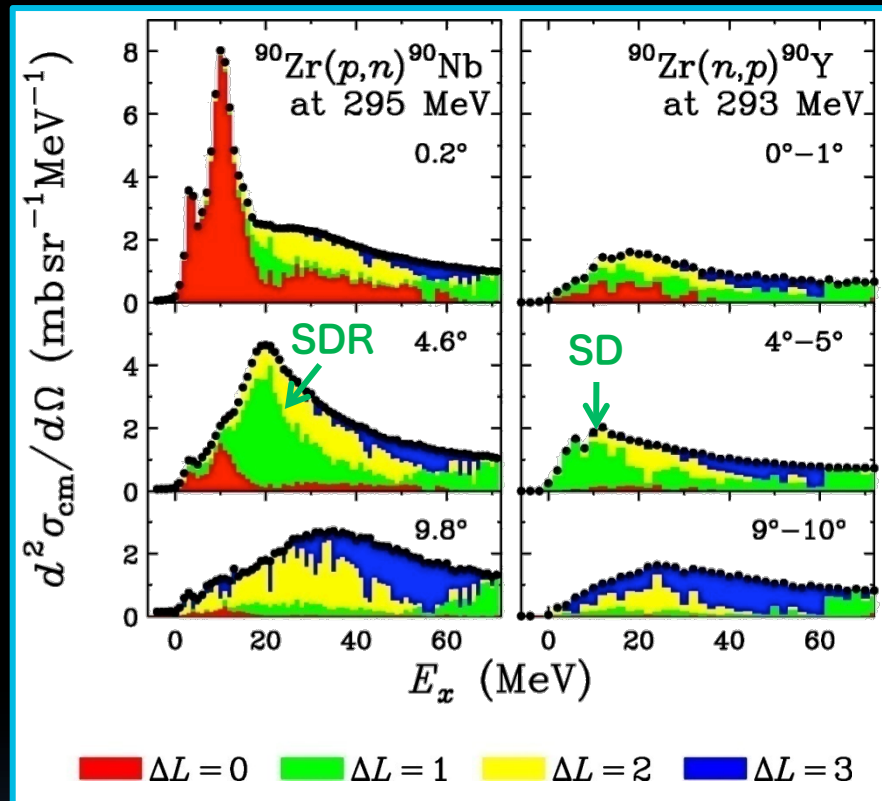 d²σcm/dΩ (mb sr⁻¹MeV⁻¹)
⁹⁰Zr(p,n)⁹⁰Nb
at 295 MeV
0.2°
8
6
4
2
0
⁹⁰Zr(n,p)⁹⁰Y
at 293 MeV
0°−1°
SDR
4.6°
4
2
0
SD
4°−5°
9.8°
2
0
9°−10°
0 20 40 60
0 20 40 60
Eₓ (MeV)
ΔL = 0 ΔL = 1 ΔL = 2 ΔL = 3